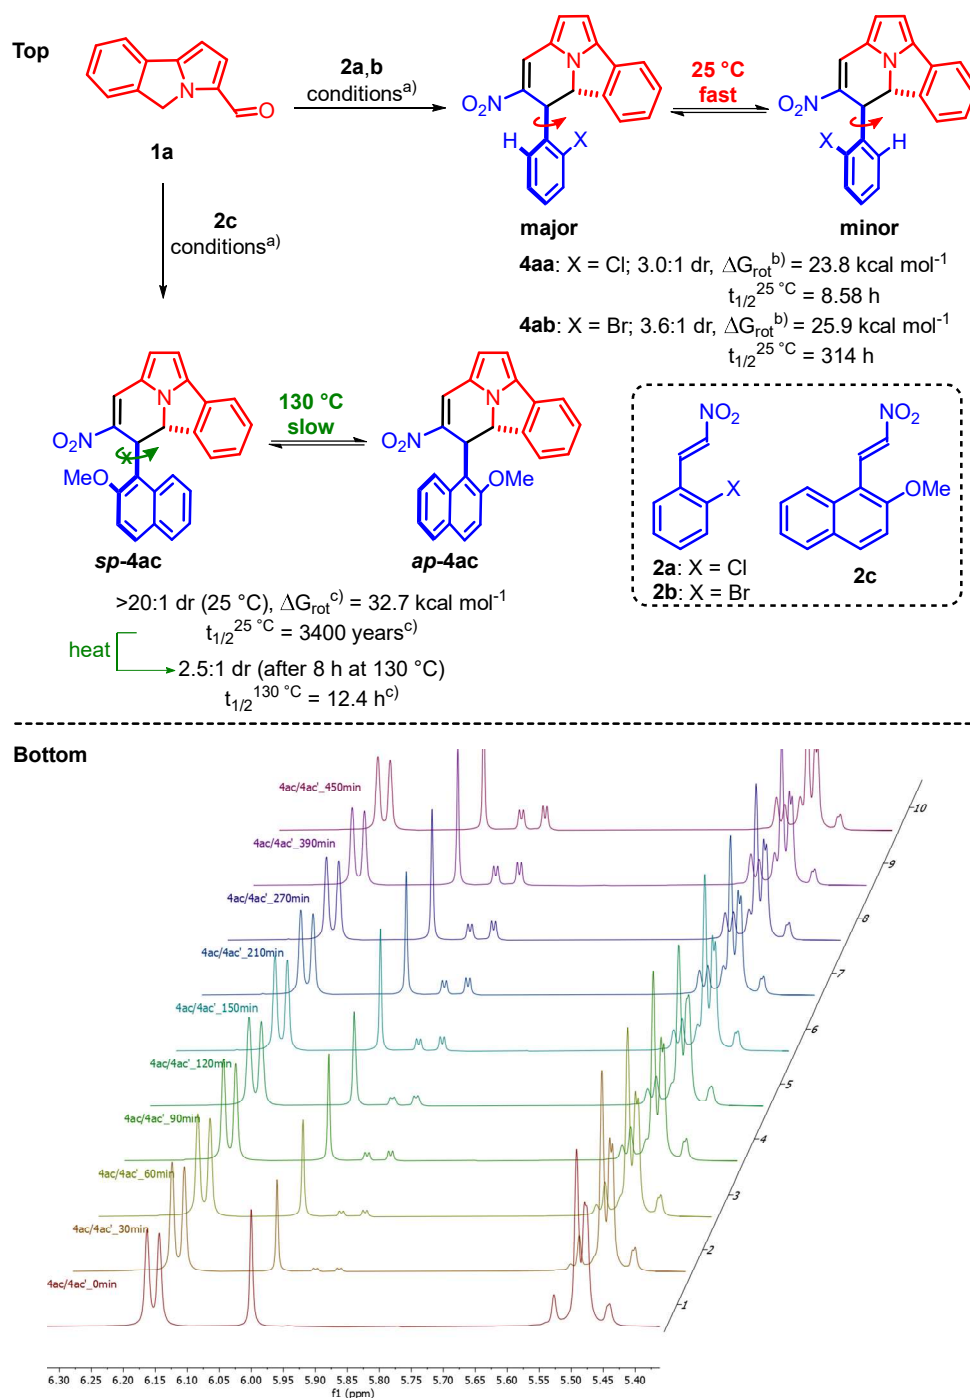 Top
1a
O
N
2a,b
conditionsa)
N
NO2
H
X
major
25 °C
fast
N
NO2
X
H
minor
4aa: X = Cl; 3.0:1 dr, ΔGrotb) = 23.8 kcal mol-1
t1/225 °C = 8.58 h
4ab: X = Br; 3.6:1 dr, ΔGrotb) = 25.9 kcal mol-1
t1/225 °C = 314 h
2c
conditionsa)
N
NO2
x
MeO
sp-4ac
130 °C
slow
N
NO2
OMe
ap-4ac
>20:1 dr (25 °C), ΔGrotc) = 32.7 kcal mol-1
t1/225 °C = 3400 yearsc)
heat
2.5:1 dr (after 8 h at 130 °C)
t1/2130 °C = 12.4 hc)
NO2
X
2a: X = Cl
2b: X = Br
NO2
OMe
2c
Bottom
4ac/4ac'_450min
10
4ac/4ac'_390min
9
4ac/4ac'_270min
8
4ac/4ac'_210min
7
4ac/4ac'_150min
6
4ac/4ac'_120min
5
4ac/4ac'_90min
4
4ac/4ac'_60min
3
4ac/4ac'_30min
2
4ac/4ac'_0min
1
6.30 6.25 6.20 6.15 6.10 6.05 6.00 5.95 5.90 5.85 5.80 5.75 5.70 5.65 5.60 5.55 5.50 5.45 5.40
f1 (ppm)